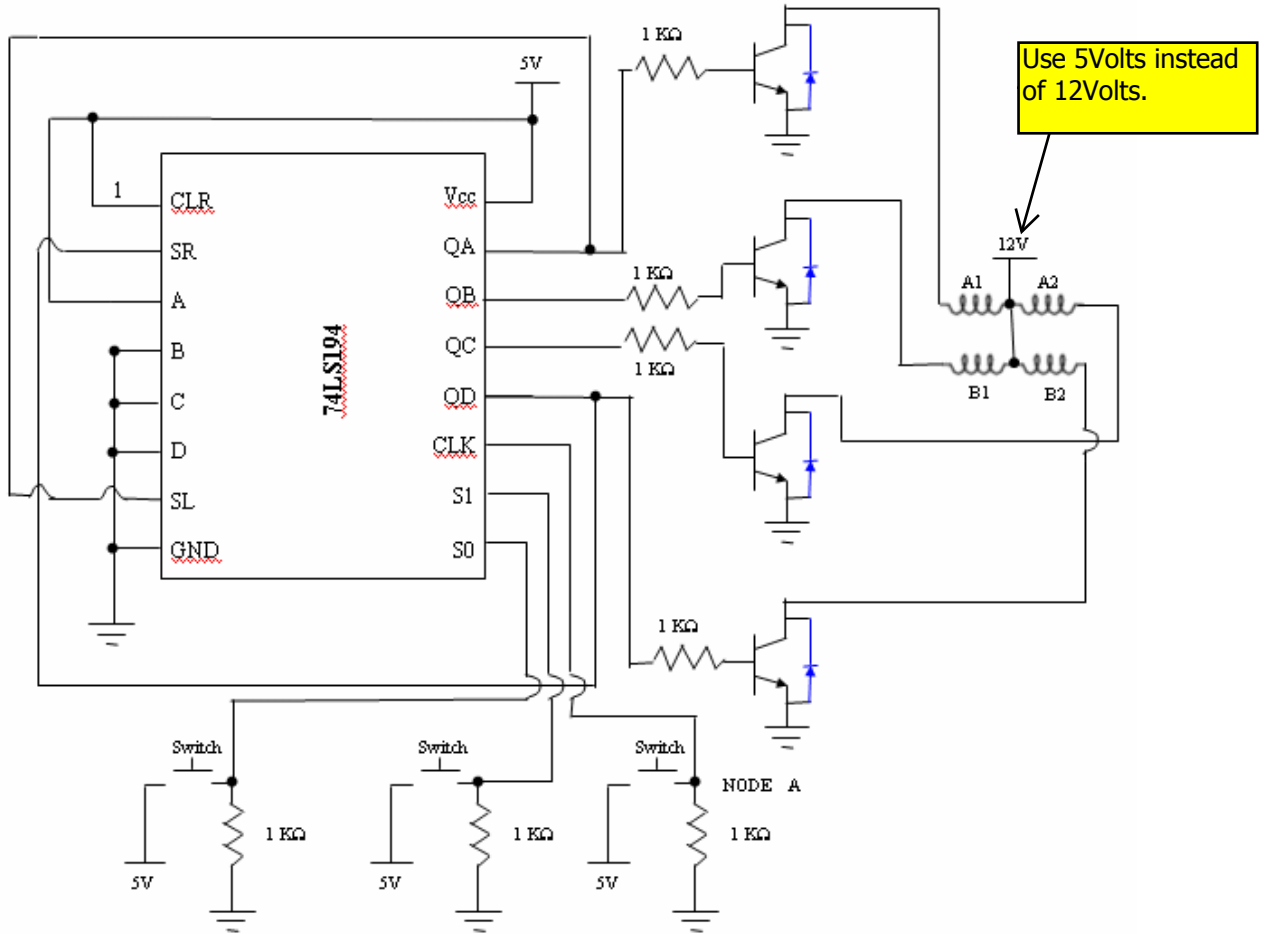 1 KΩ
5V
Use 5Volts instead
of 12Volts.
1
CLR
Vcc
SR
QA
12V
1 KΩ
A
QB
A1
A2
74LS194
B
QC
1 KΩ
B1
B2
C
QD
D
CLK
SL
S1
GND
S0
1 KΩ
Switch
Switch
Switch
NODE A
1 KΩ
1 KΩ
1 KΩ
5V
5V
5V